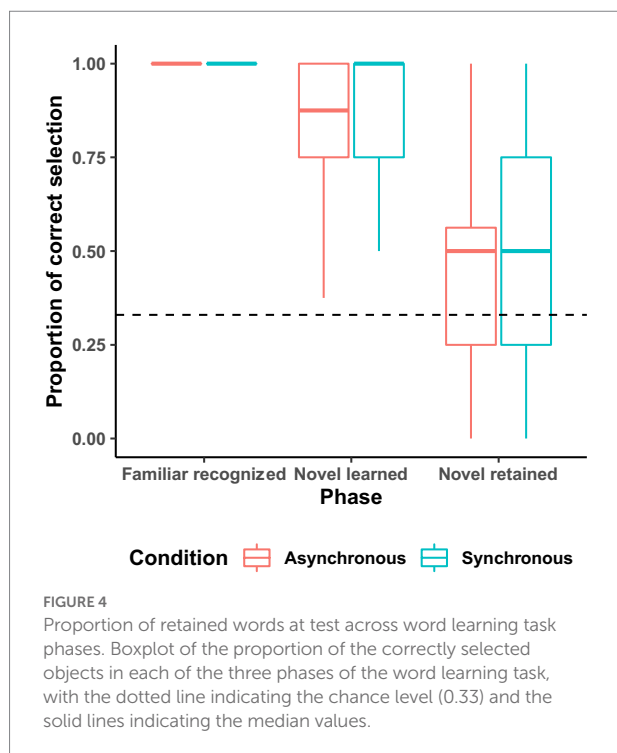 1.00
0.75
0.50
0.25
0.00
Proportion of correct selection
Familiar recognized Novel learned Novel retained
Phase
Condition Asynchronous Synchronous
FIGURE 4
Proportion of retained words at test across word learning task
phases. Boxplot of the proportion of the correctly selected
objects in each of the three phases of the word learning task,
with the dotted line indicating the chance level (0.33) and the
solid lines indicating the median values.